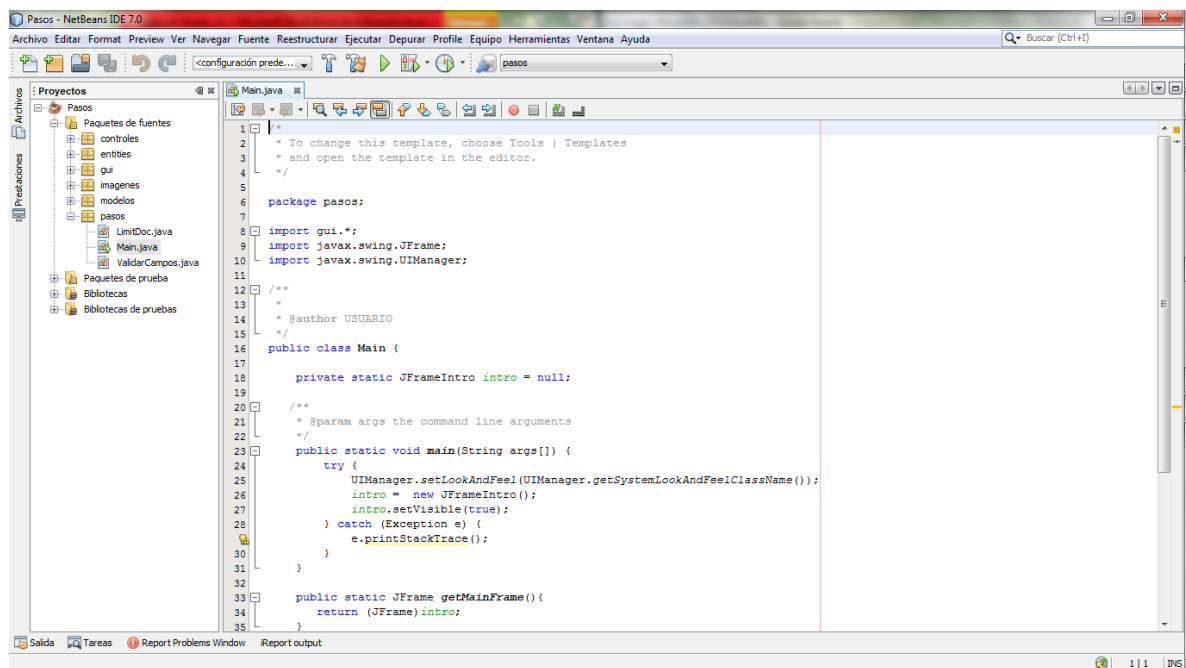 Pasos - NetBeans IDE 7.0
Archivo Editar Format Preview Ver Navegar Fuente Reestructurar Ejecutar Depurar Profile Equipo Herramientas Ventana Ayuda
Buscar (Ctrl+I)
<configuración prede...
pasos
Archivos
Prestaciones
Proyectos
Pasos
Paquetes de fuentes
controles
entities
gui
imagenes
modelos
pasos
LimitDoc.java
Main.java
ValidarCampos.java
Paquetes de prueba
Bibliotecas
Bibliotecas de pruebas
Main.java
1 /*
2 * To change this template, choose Tools | Templates
3 * and open the template in the editor.
4 */
5
6 package pasos;
7
8 import gui.*;
9 import javax.swing.JFrame;
10 import javax.swing.UIManager;
11
12 /**
13 *
14 * @author USUARIO
15 */
16 public class Main {
17
18 private static JFrameIntro intro = null;
19
20 /**
21 * @param args the command line arguments
22 */
23 public static void main(String args[]) {
24 try {
25 UIManager.setLookAndFeel(UIManager.getSystemLookAndFeelClassName());
26 intro = new JFrameIntro();
27 intro.setVisible(true);
28 } catch (Exception e) {
e.printStackTrace();
30 }
31 }
32
33 public static JFrame getMainFrame(){
34 return (JFrame)intro;
35 }
Salida Tareas Report Problems Window iReport output
1 | 1 INS